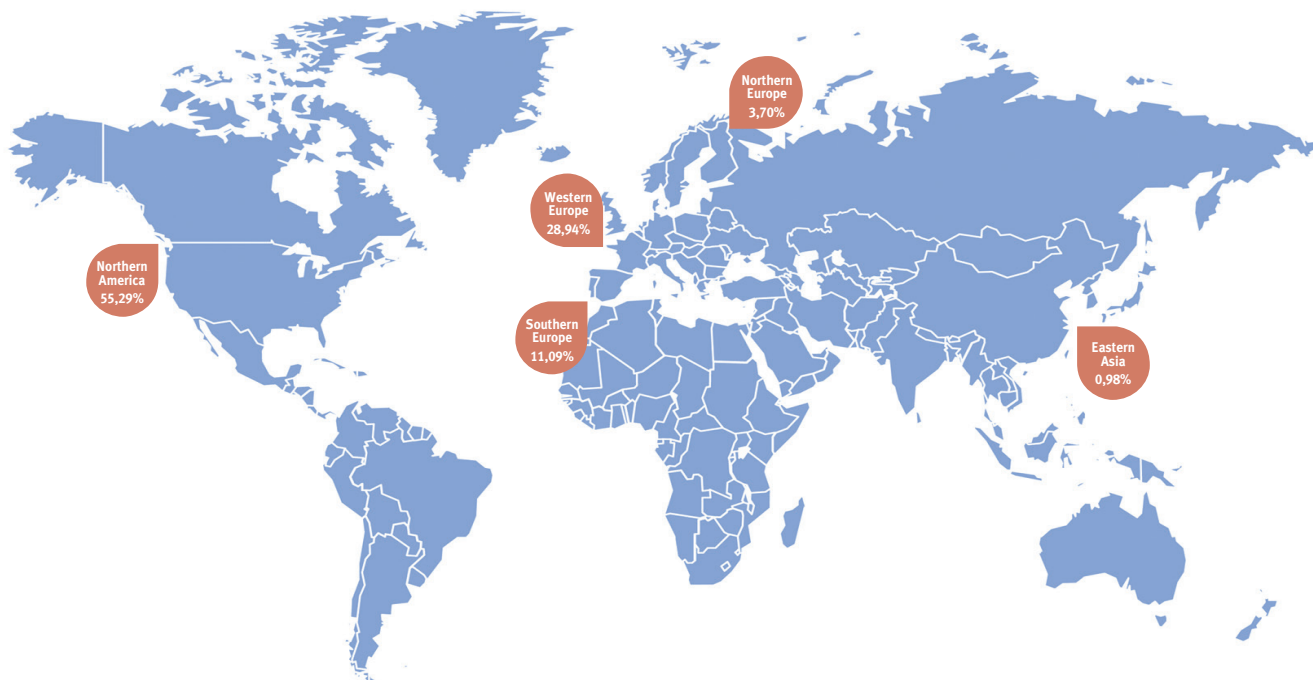 Northern
Europe
3,70%
Western
Europe
28,94%
Northern
America
55,29%
Southern
Europe
11,09%
Eastern
Asia
0,98%